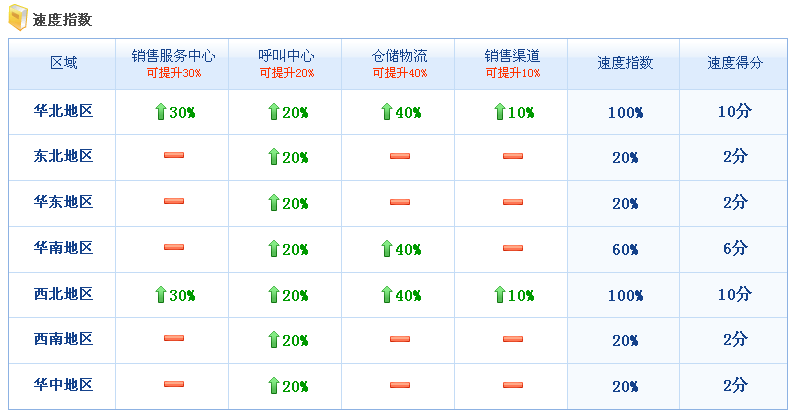 速度指数
区域 销售服务中心 呼叫中心 仓储物流 销售渠道 速度指数 速度得分
可提升30% 可提升20% 可提升40% 可提升10%
华北地区 30% 20% 40% 10% 100% 10分
东北地区 20% 20% 2分
华东地区 20% 20% 2分
华南地区 20% 40% 60% 6分
西北地区 30% 20% 40% 10% 100% 10分
西南地区 20% 20% 2分
华中地区 20% 20% 2分